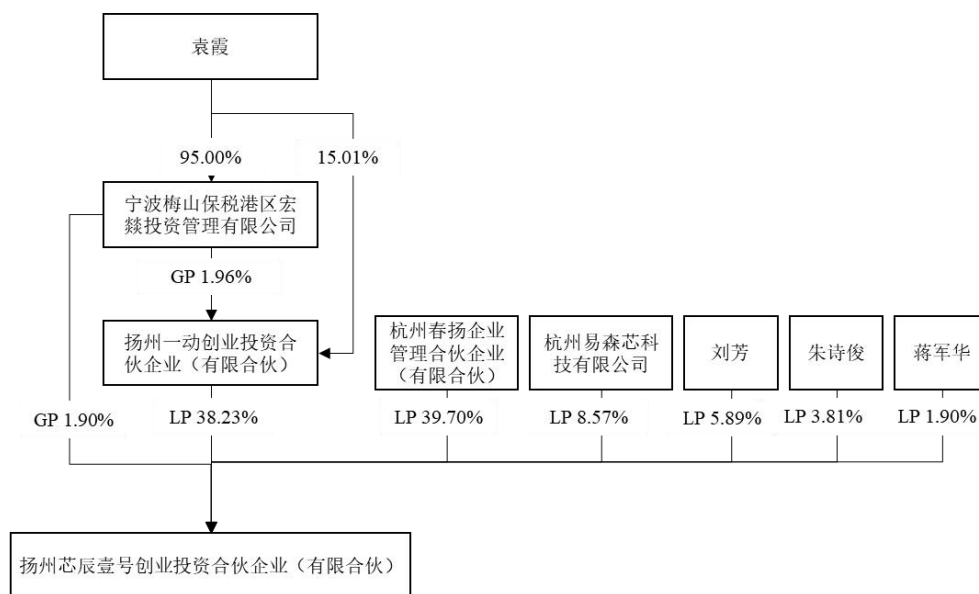 袁霞
95.00%
15.01%
宁波梅山保税港区宏
燚投资管理有限公司
GP 1.96%
扬州一动创业投资合
伙企业（有限合伙）
杭州春扬企业
管理合伙企业
（有限合伙）
杭州易森芯科
技有限公司
刘芳
朱诗俊
蒋军华
GP 1.90%
LP 38.23%
LP 39.70%
LP 8.57%
LP 5.89%
LP 3.81%
LP 1.90%
扬州芯辰壹号创业投资合伙企业（有限合伙）